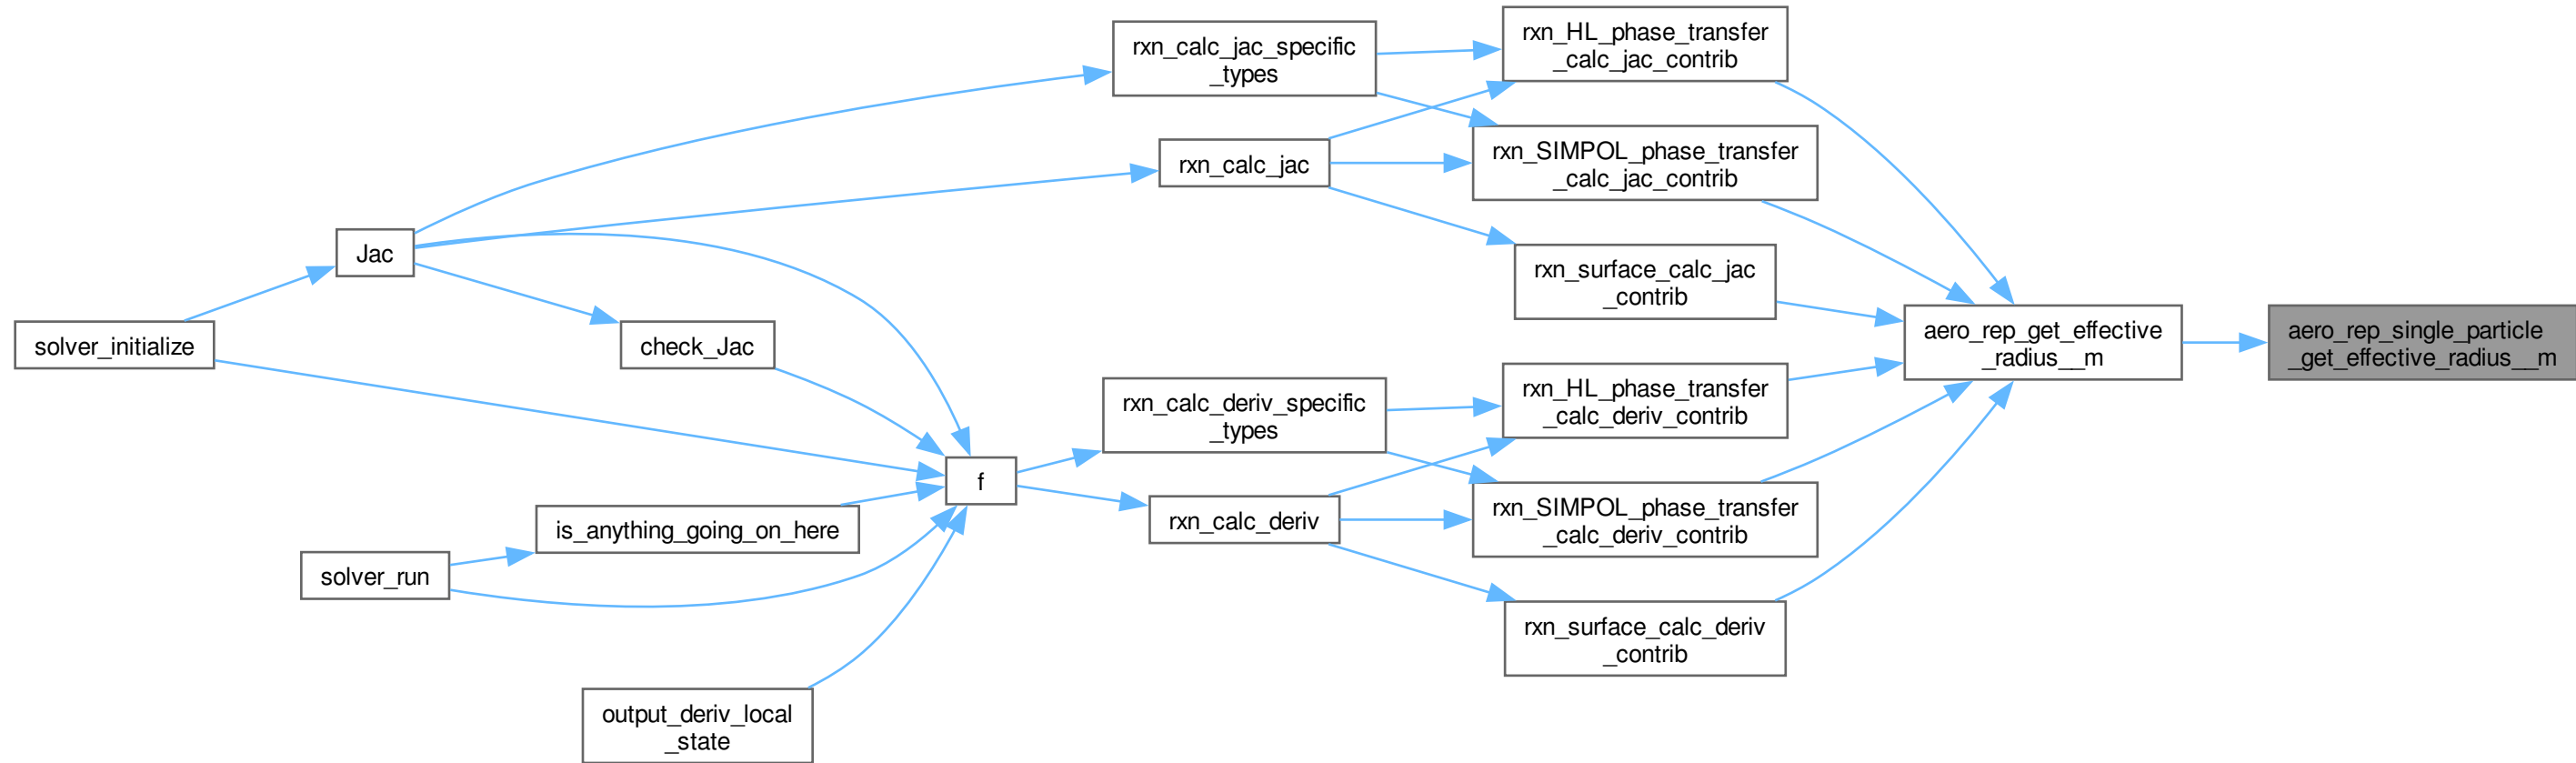 rxn_HL_phase_transfer
_calc_jac_contrib
rxn_calc_jac_specific
_types
rxn_SIMPOL_phase_transfer
_calc_jac_contrib
rxn_calc_jac
Jac
rxn_surface_calc_jac
_contrib
solver_initialize
check_Jac
aero_rep_get_effective
_radius__m
aero_rep_single_particle
_get_effective_radius__m
rxn_HL_phase_transfer
_calc_deriv_contrib
rxn_calc_deriv_specific
_types
f
rxn_SIMPOL_phase_transfer
_calc_deriv_contrib
rxn_calc_deriv
is_anything_going_on_here
solver_run
rxn_surface_calc_deriv
_contrib
output_deriv_local
_state